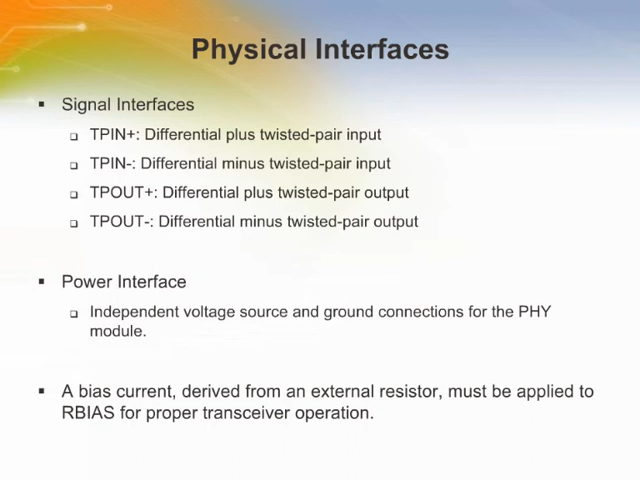 Physical Interfaces
▪ Signal Interfaces
❑ TPIN+: Differential plus twisted-pair input
❑ TPIN-: Differential minus twisted-pair input
❑ TPOUT+: Differential plus twisted-pair output
❑ TPOUT-: Differential minus twisted-pair output
▪ Power Interface
❑ Independent voltage source and ground connections for the PHY
module.
▪ A bias current, derived from an external resistor, must be applied to
RBIAS for proper transceiver operation.